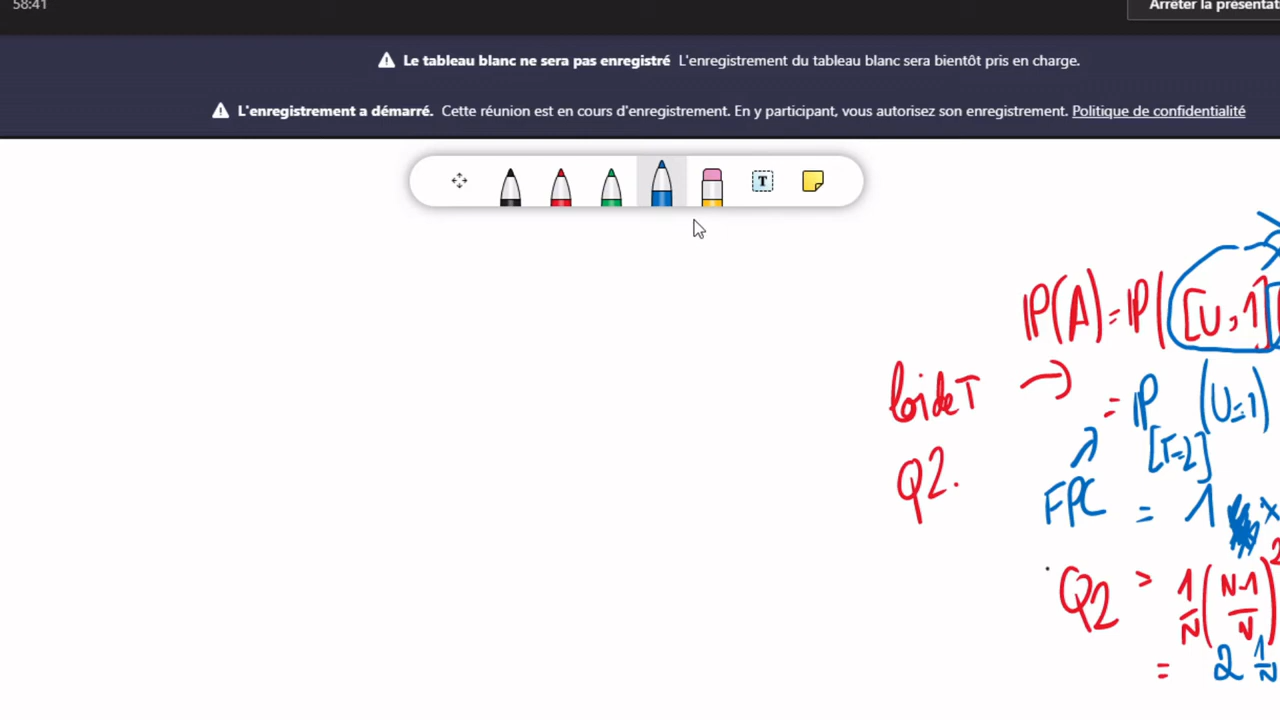 58:41
Arrêter la présentat
Le tableau blanc ne sera pas enregistré L'enregistrement du tableau blanc sera bientôt pris en charge.
L'enregistrement a démarré. Cette réunion est en cours d'enregistrement. En y participant, vous autorisez son enregistrement. Politique de confidentialité
T
IP(A) = IP( [U=1]
loi de T → = IP (U=1)
[T=2]
Q2.
FPC = 1 x
Q2 > 1/N (N-1/N)2
= 2 1/N